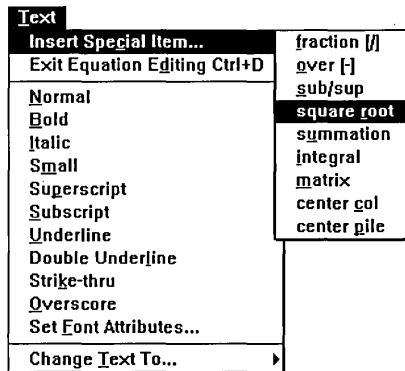 Text
Insert Special Item...
Exit Equation Editing Ctrl+D
Normal
Bold
Italic
Small
Superscript
Subscript
Underline
Double Underline
Strike-thru
Overscore
Set Font Attributes...
Change Text To...
fraction [/]
over [-]
sub/sup
square root
summation
integral
matrix
center col
center pile